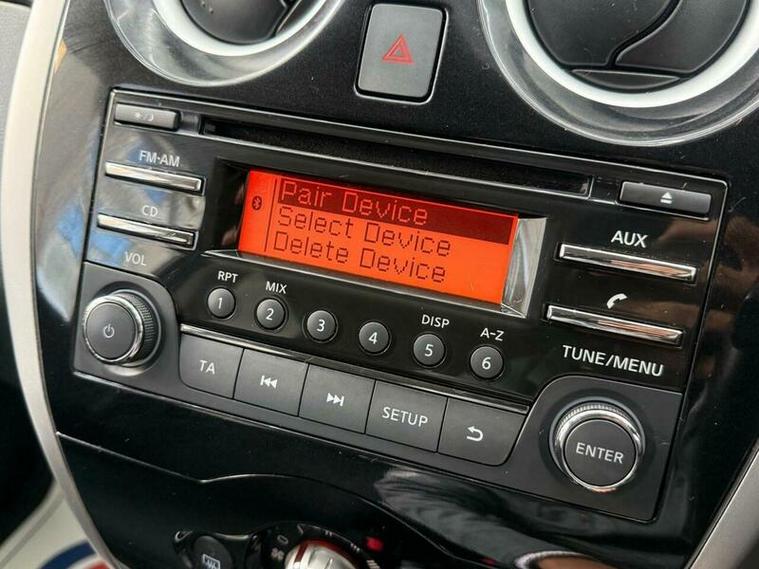 FM-AM
CD
VOL
Pair Device
Select Device
Delete Device
AUX
RPT
MIX
DISP
A-Z
1
2
3
4
5
6
TUNE/MENU
TA
SETUP
ENTER